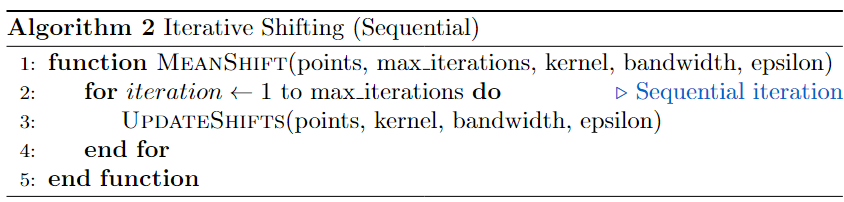 Algorithm 2 Iterative Shifting (Sequential)
1: function MEANSHIFT(points, max_iterations, kernel, bandwidth, epsilon)
2: for iteration ← 1 to max_iterations do ▷ Sequential iteration
3: UPDATESHIFTS(points, kernel, bandwidth, epsilon)
4: end for
5: end function